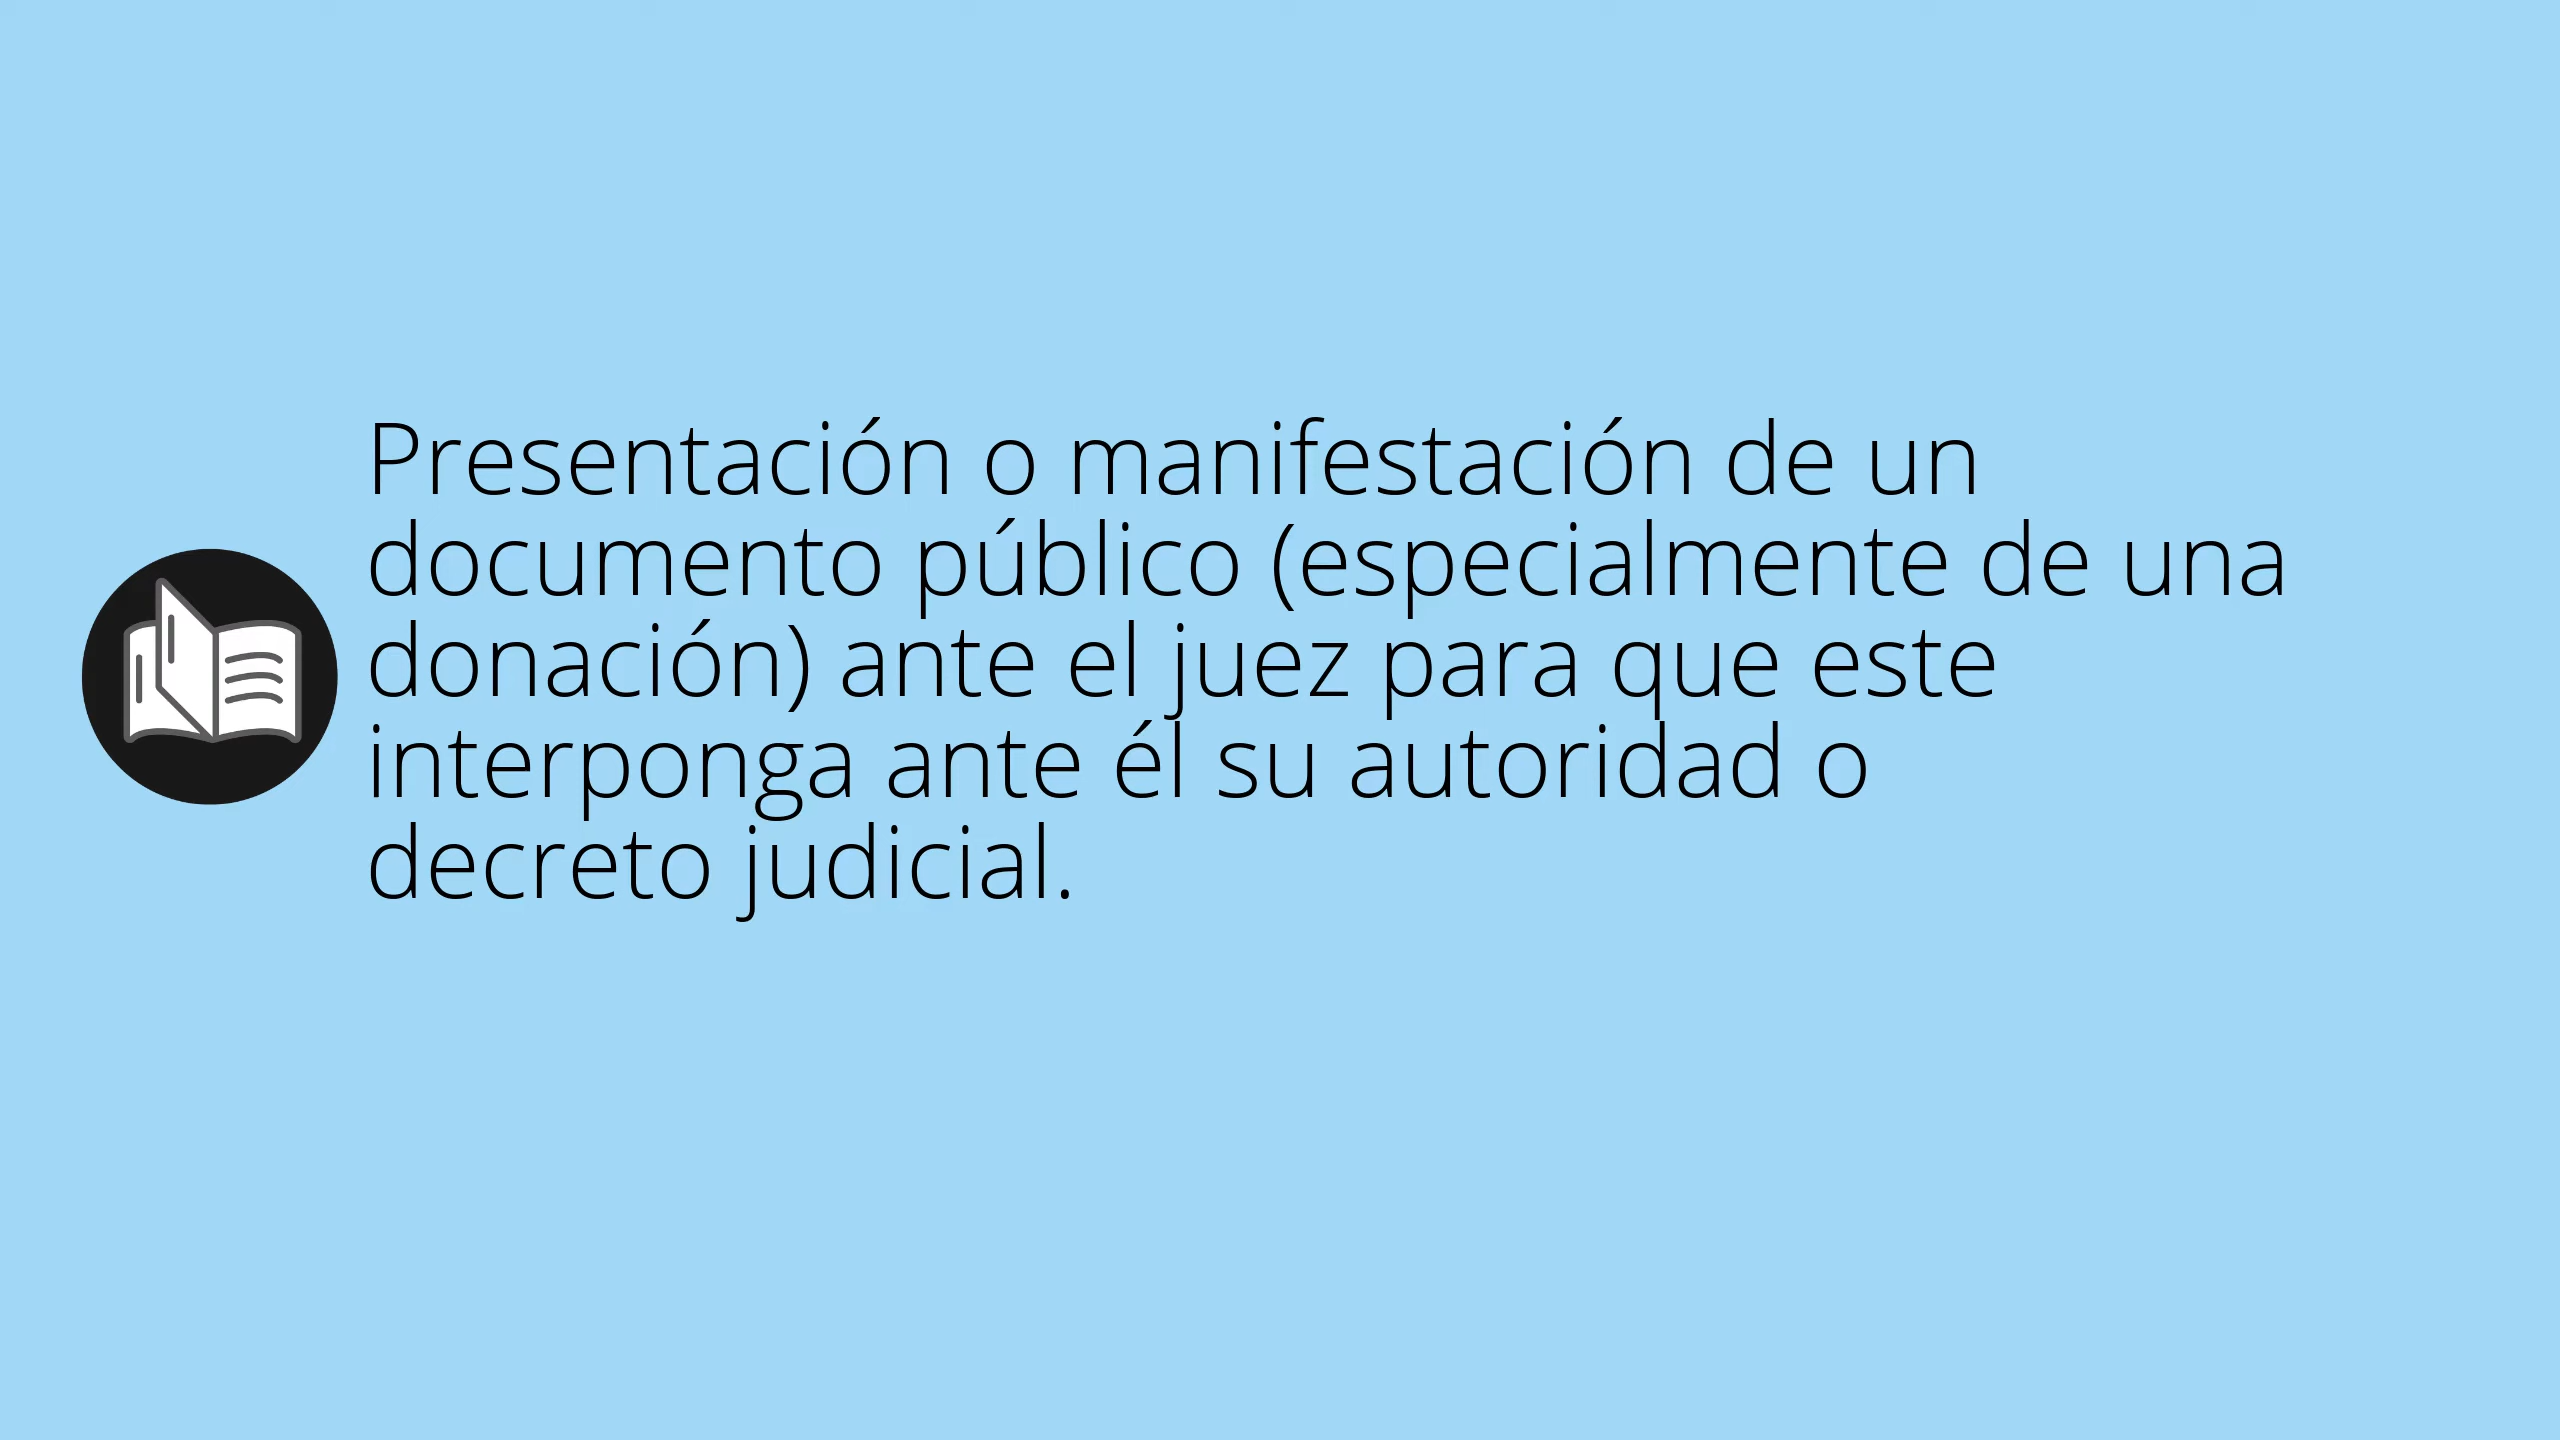 Presentación o manifestación de un
documento público (especialmente de una
donación) ante el juez para que este
interponga ante él su autoridad o
decreto judicial.